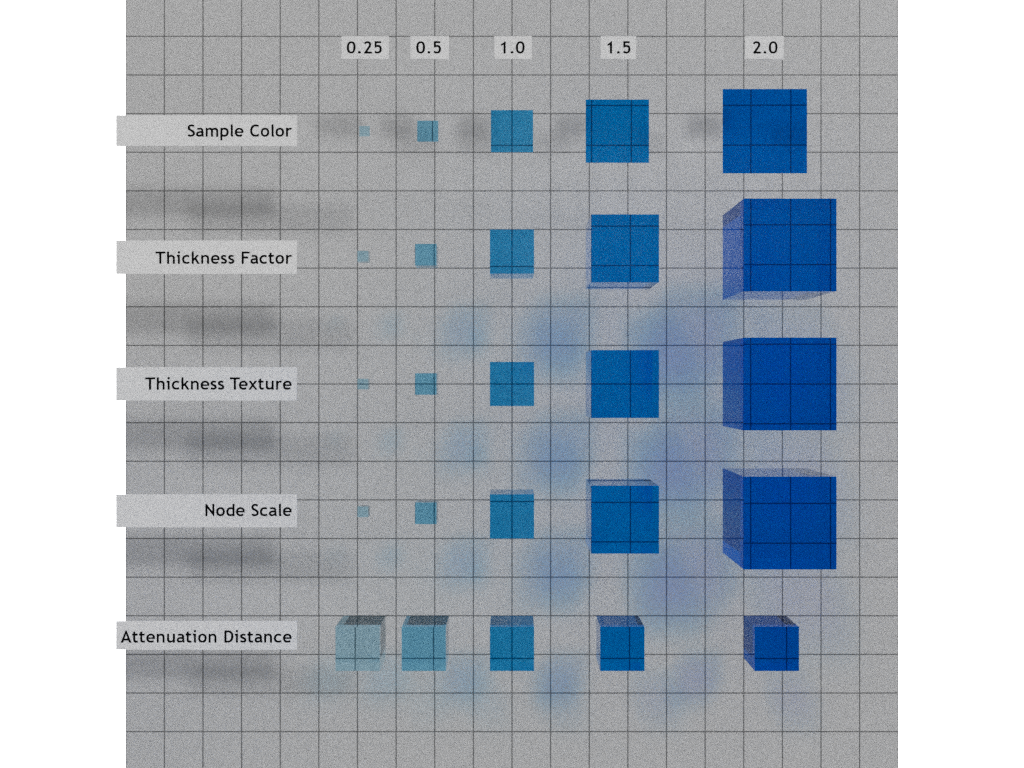 0.25 0.5 1.0 1.5 2.0
Sample Color
Thickness Factor
Thickness Texture
Node Scale
Attenuation Distance